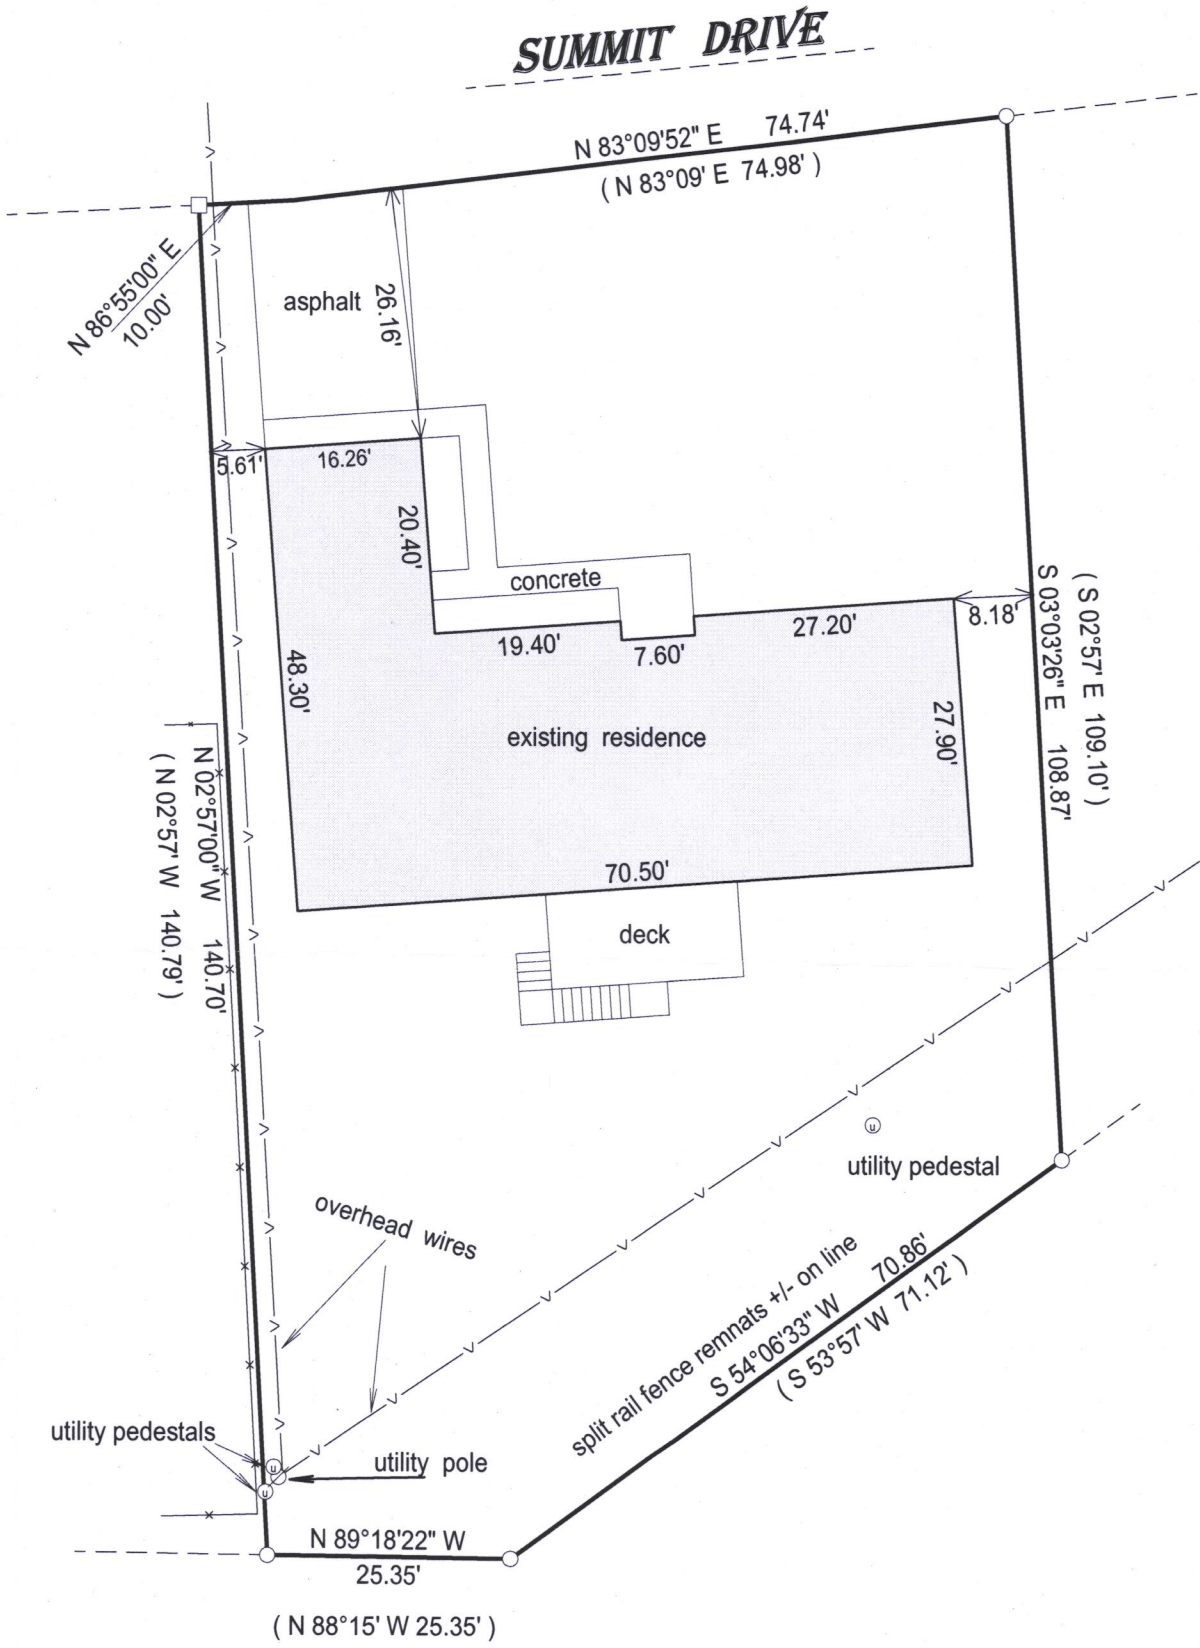 SUMMIT DRIVE
N 83°09'52" E 74.74'
( N 83°09' E 74.98' )
N 86°55'00" E
10.00'
asphalt
26.16'
5.61'
16.26'
20.40'
concrete
19.40'
7.60'
27.20'
8.18'
S 03°03'26" E 108.87'
( S 02°57' E 109.10' )
48.30'
27.90'
existing residence
70.50'
N 02°57'00" W 140.70'
( N 02°57' W 140.79' )
deck
u
utility pedestal
overhead wires
split rail fence remnats +/- on line
S 54°06'33" W 70.86'
( S 53°57' W 71.12' )
utility pedestals
u
u
utility pole
N 89°18'22" W
25.35'
( N 88°15' W 25.35' )